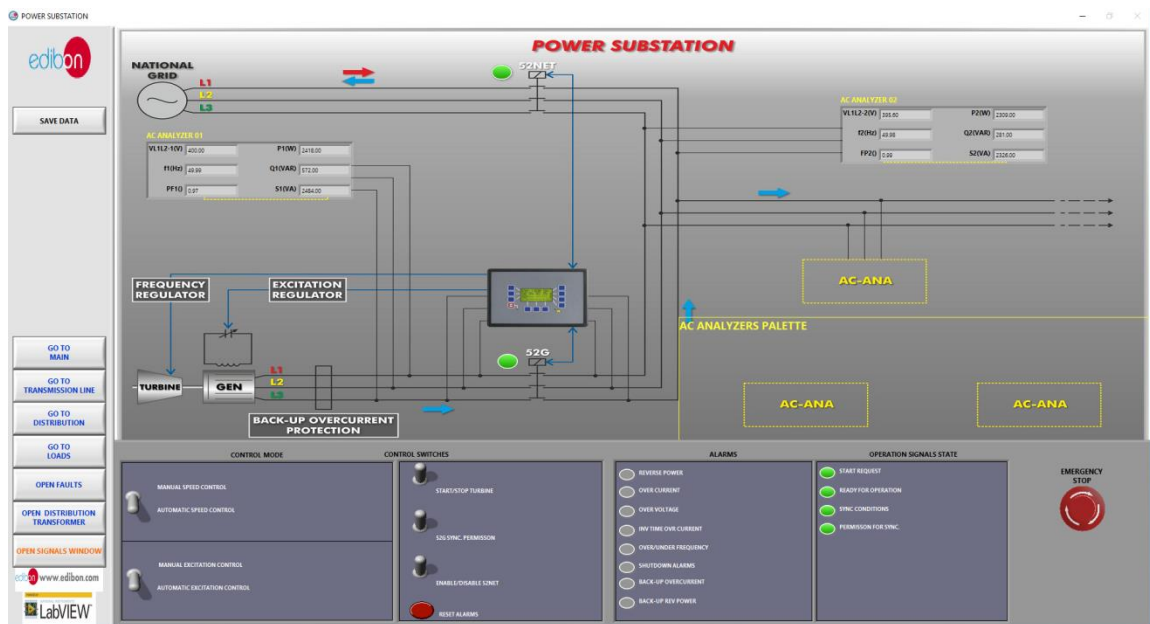 POWER SUBSTATION
edibon
SAVE DATA
GO TO
MAIN
GO TO
TRANSMISSION LINE
GO TO
DISTRIBUTION
GO TO
LOADS
OPEN FAULTS
OPEN DISTRIBUTION
TRANSFORMER
OPEN SIGNALS WINDOW
edibon www.edibon.com
LabVIEW
POWER SUBSTATION
NATIONAL
GRID
L1
L2
L3
52NET
AC ANALYZER 01
VL1L2-1(V) 400.00 P1(W) 2416.00
f1(Hz) 49.99 Q1(VAR) 572.00
PF1() 0.97 S1(VA) 2484.00
AC ANALYZER 02
VL1L2-2(V) 393.60 P2(W) 2309.00
f2(Hz) 49.98 Q2(VAR) 281.00
FP2() 0.99 S2(VA) 2326.00
FREQUENCY
REGULATOR
EXCITATION
REGULATOR
AC-ANA
AC ANALYZERS PALETTE
52G
L1
L2
L3
TURBINE
GEN
BACK-UP OVERCURRENT
PROTECTION
AC-ANA
AC-ANA
CONTROL MODE
MANUAL SPEED CONTROL
AUTOMATIC SPEED CONTROL
MANUAL EXCITATION CONTROL
AUTOMATIC EXCITATION CONTROL
CONTROL SWITCHES
START/STOP TURBINE
52G SYNC. PERMISSON
ENABLE/DISABLE 52NET
RESET ALARMS
ALARMS
REVERSE POWER
OVER CURRENT
OVER VOLTAGE
INV TIME OVR CURRENT
OVER/UNDER FREQUENCY
SHUTDOWN ALARMS
BACK-UP OVERCURRENT
BACK-UP REV POWER
OPERATION SIGNALS STATE
START REQUEST
READY FOR OPERATION
SYNC CONDITIONS
PERMISSON FOR SYNC.
EMERGENCY
STOP